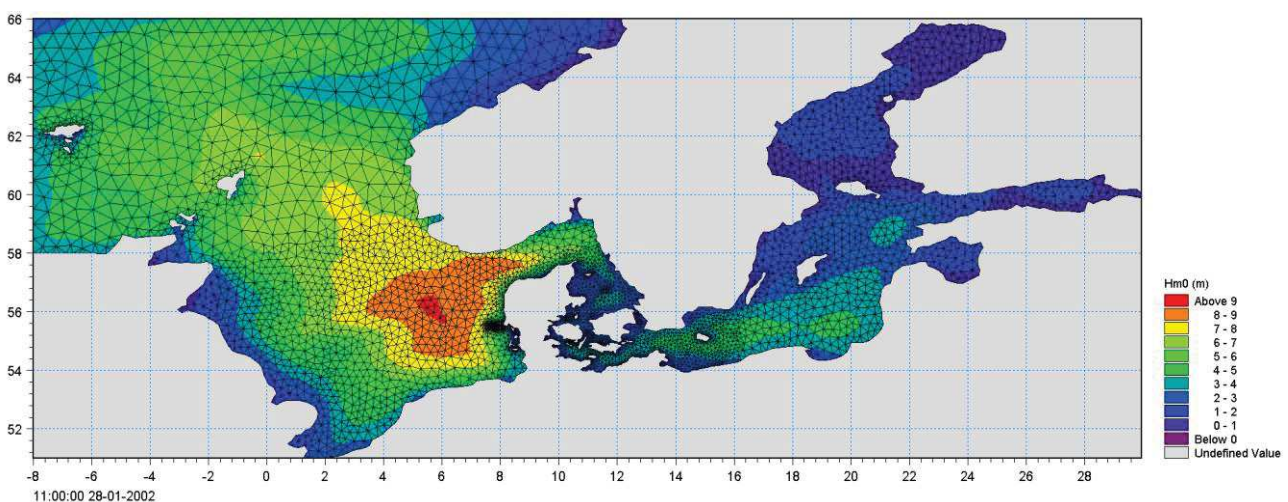 66
64
62
60
58
56
54
52
-8 -6 -4 -2 0 2 4 6 8 10 12 14 16 18 20 22 24 26 28
11:00:00 28-01-2002
Hm0 (m)
Above 9
8 - 9
7 - 8
6 - 7
5 - 6
4 - 5
3 - 4
2 - 3
1 - 2
0 - 1
Below 0
Undefined Value